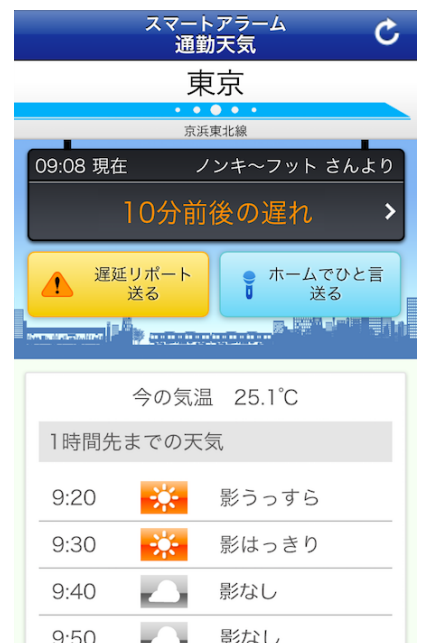 スマートアラーム
通勤天気
東京
京浜東北線
09:08 現在 ノンキ〜フット さんより
10分前後の遅れ
遅延リポート
送る
ホームでひと言
送る
今の気温 25.1℃
1時間先までの天気
9:20 影うっすら
9:30 影はっきり
9:40 影なし
9:50 影なし